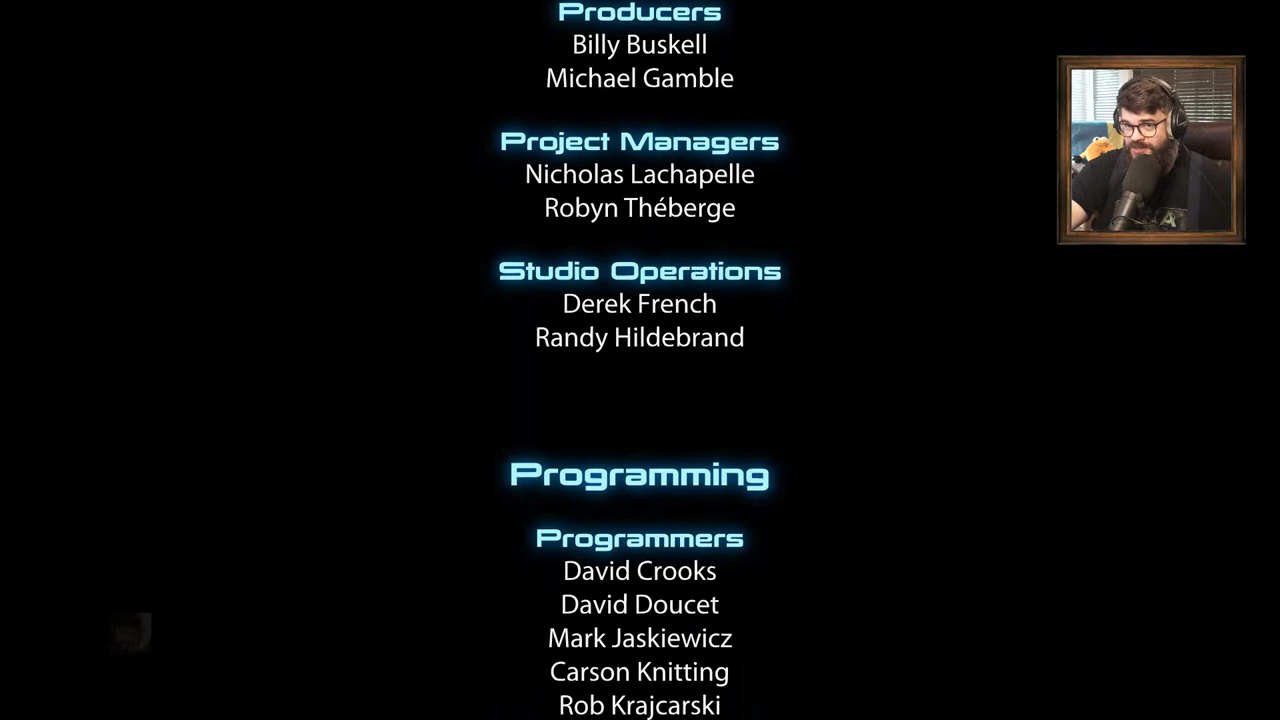 Producers
Billy Buskell
Michael Gamble
Project Managers
Nicholas Lachapelle
Robyn Théberge
Studio Operations
Derek French
Randy Hildebrand
Programming
Programmers
David Crooks
David Doucet
Mark Jaskiewicz
Carson Knitting
Rob Krajcarski